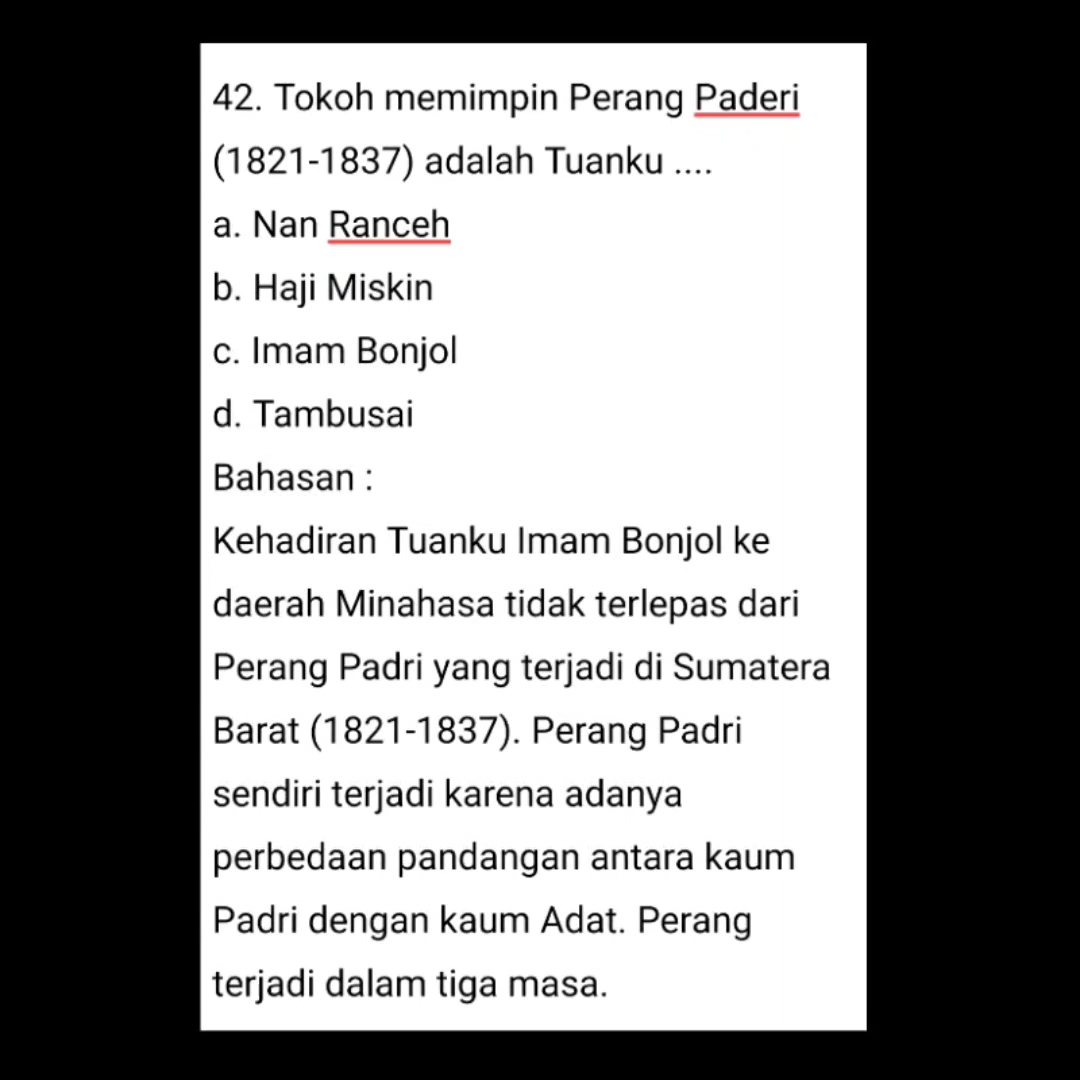 42. Tokoh memimpin Perang Paderi
(1821-1837) adalah Tuanku ....
a. Nan Ranceh
b. Haji Miskin
c. Imam Bonjol
d. Tambusai
Bahasan :
Kehadiran Tuanku Imam Bonjol ke
daerah Minahasa tidak terlepas dari
Perang Padri yang terjadi di Sumatera
Barat (1821-1837). Perang Padri
sendiri terjadi karena adanya
perbedaan pandangan antara kaum
Padri dengan kaum Adat. Perang
terjadi dalam tiga masa.